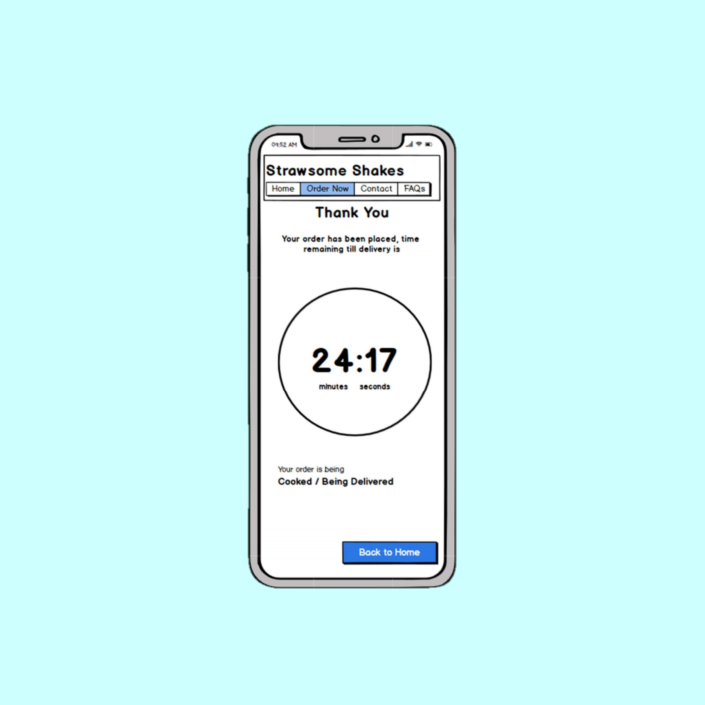 09:52 AM
Strawsome Shakes
Home Order Now Contact FAQs
Thank You
Your order has been placed, time
remaining till delivery is
24:17
minutes seconds
Your order is being
Cooked / Being Delivered
Back to Home